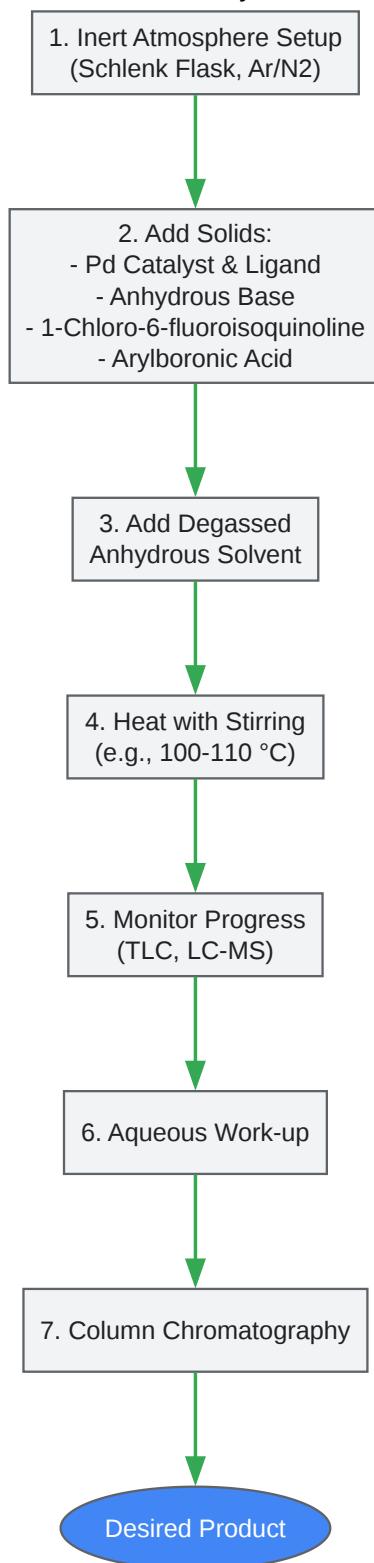 1. Inert Atmosphere Setup
(Schlenk Flask, Ar/N2)
2. Add Solids:
- Pd Catalyst & Ligand
- Anhydrous Base
- 1-Chloro-6-fluoroisoquinoline
- Arylboronic Acid
3. Add Degassed
Anhydrous Solvent
4. Heat with Stirring
(e.g., 100-110 °C)
5. Monitor Progress
(TLC, LC-MS)
6. Aqueous Work-up
7. Column Chromatography
Desired Product